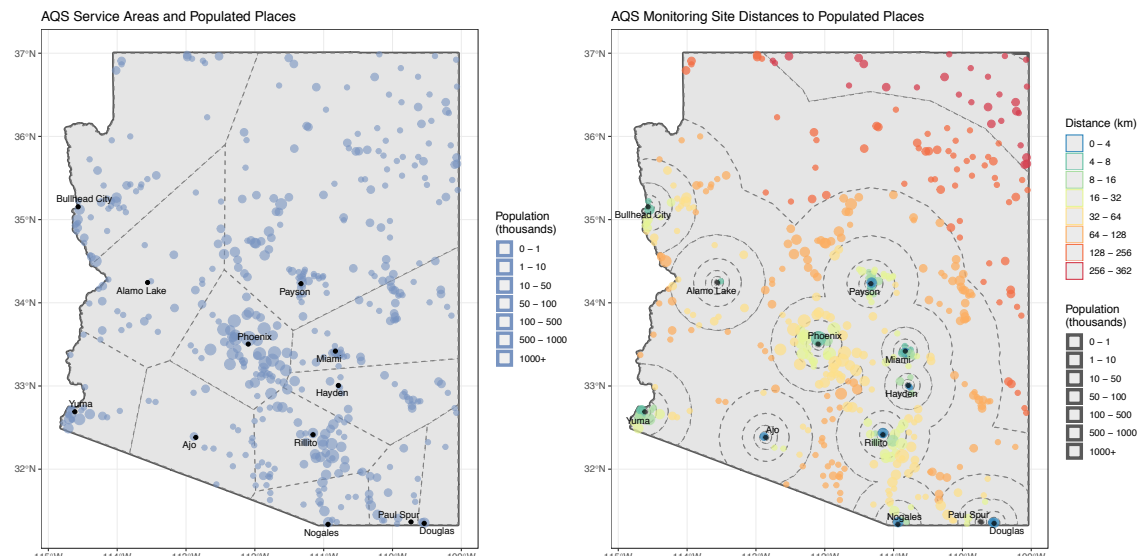 AQS Service Areas and Populated Places
37°N
36°N
35°N
34°N
33°N
32°N
Bullhead City
Alamo Lake
Payson
Phoenix
Miami
Hayden
Yuma
Ajo
Rillito
Paul Spur
Nogales
Douglas
Population
(thousands)
0 – 1
1 – 10
10 – 50
50 – 100
100 – 500
500 – 1000
1000+
AQS Monitoring Site Distances to Populated Places
37°N
36°N
35°N
34°N
33°N
32°N
Bullhead City
Alamo Lake
Payson
Phoenix
Miami
Hayden
Yuma
Ajo
Rillito
Nogales
Paul Spur
Douglas
Distance (km)
0 – 4
4 – 8
8 – 16
16 – 32
32 – 64
64 – 128
128 – 256
256 – 362
Population
(thousands)
0 – 1
1 – 10
10 – 50
50 – 100
100 – 500
500 – 1000
1000+